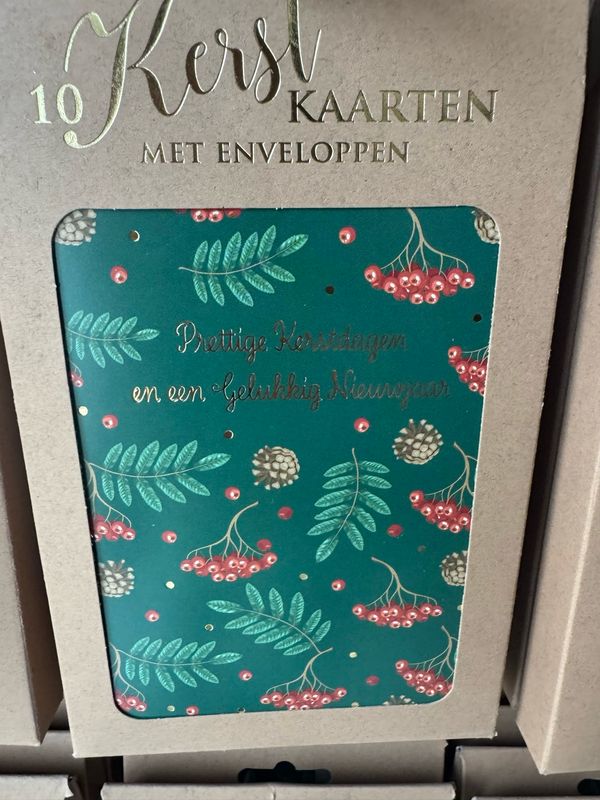 10 Kerst
KAARTEN
MET ENVELOPPEN
Prettige Kerstdagen
en een Gelukkig Nieuwjaar